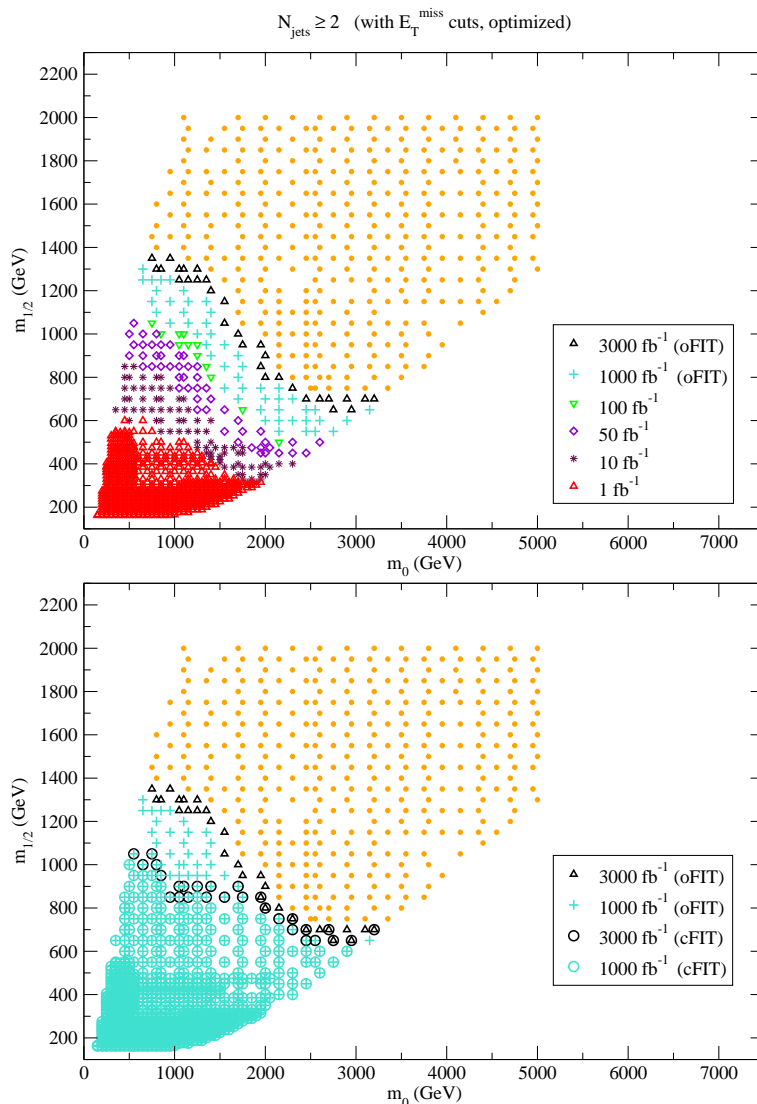 N_jets ≥ 2 (with E_T^miss cuts, optimized)
2200
2000
1800
1600
1400
1200
1000
800
600
400
200
m_1/2 (GeV)
0 1000 2000 3000 4000 5000 6000 7000
m_0 (GeV)
3000 fb^-1 (oFIT)
1000 fb^-1 (oFIT)
100 fb^-1
50 fb^-1
10 fb^-1
1 fb^-1
2200
2000
1800
1600
1400
1200
1000
800
600
400
200
m_1/2 (GeV)
0 1000 2000 3000 4000 5000 6000 7000
m_0 (GeV)
3000 fb^-1 (oFIT)
1000 fb^-1 (oFIT)
3000 fb^-1 (cFIT)
1000 fb^-1 (cFIT)